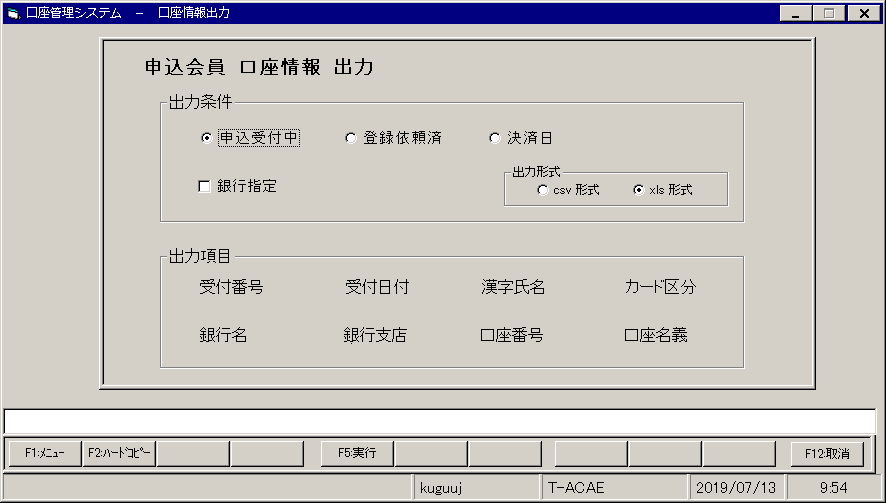 口座管理システム － 口座情報出力
申込会員 口座情報 出力
出力条件
申込受付中 登録依頼済 決済日
銀行指定
出力形式
csv 形式 xls 形式
出力項目
受付番号 受付日付 漢字氏名 カード区分
銀行名 銀行支店 口座番号 口座名義
F1:ﾒﾆｭｰ F2:ﾊｰﾄﾞｺﾋﾟｰ F5:実行 F12:取消
kuguuj T-ACAE 2019/07/13 9:54